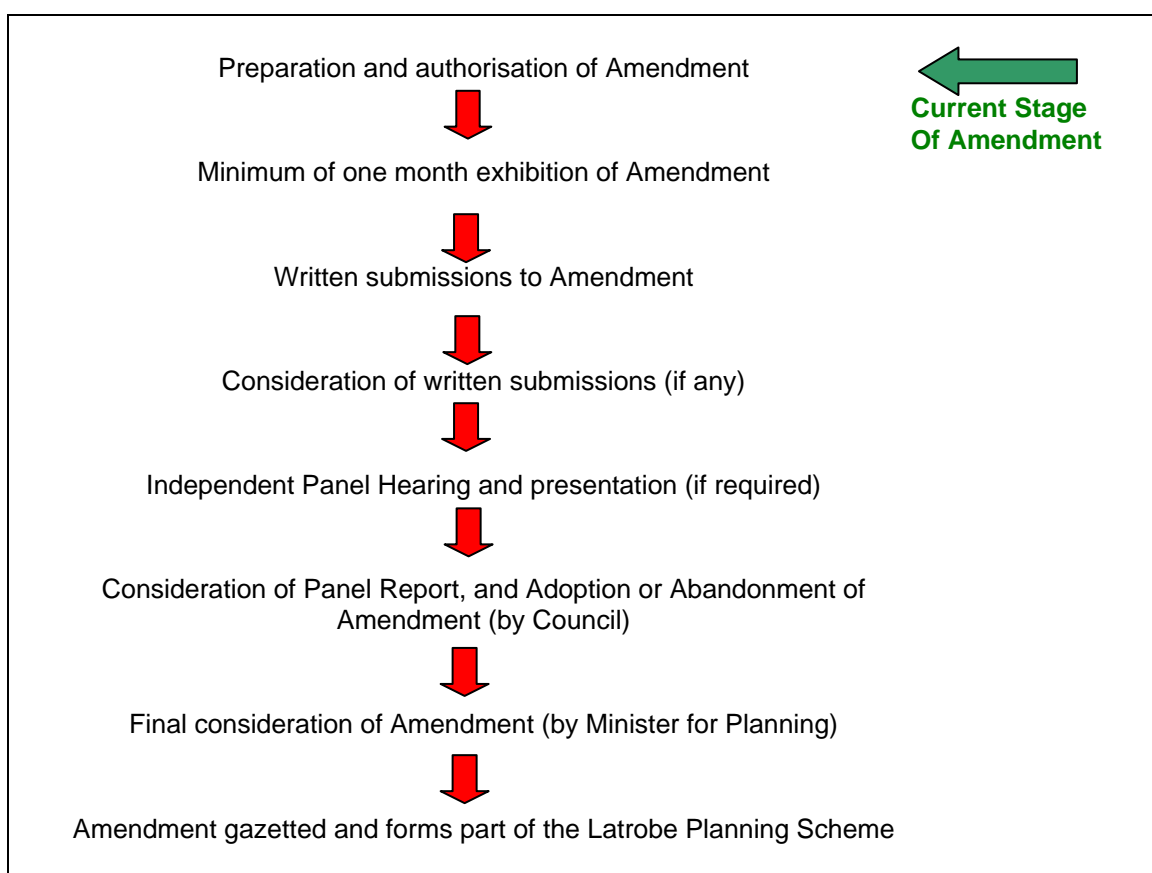 Preparation and authorisation of Amendment
Current Stage
Of Amendment
Minimum of one month exhibition of Amendment
Written submissions to Amendment
Consideration of written submissions (if any)
Independent Panel Hearing and presentation (if required)
Consideration of Panel Report, and Adoption or Abandonment of
Amendment (by Council)
Final consideration of Amendment (by Minister for Planning)
Amendment gazetted and forms part of the Latrobe Planning Scheme